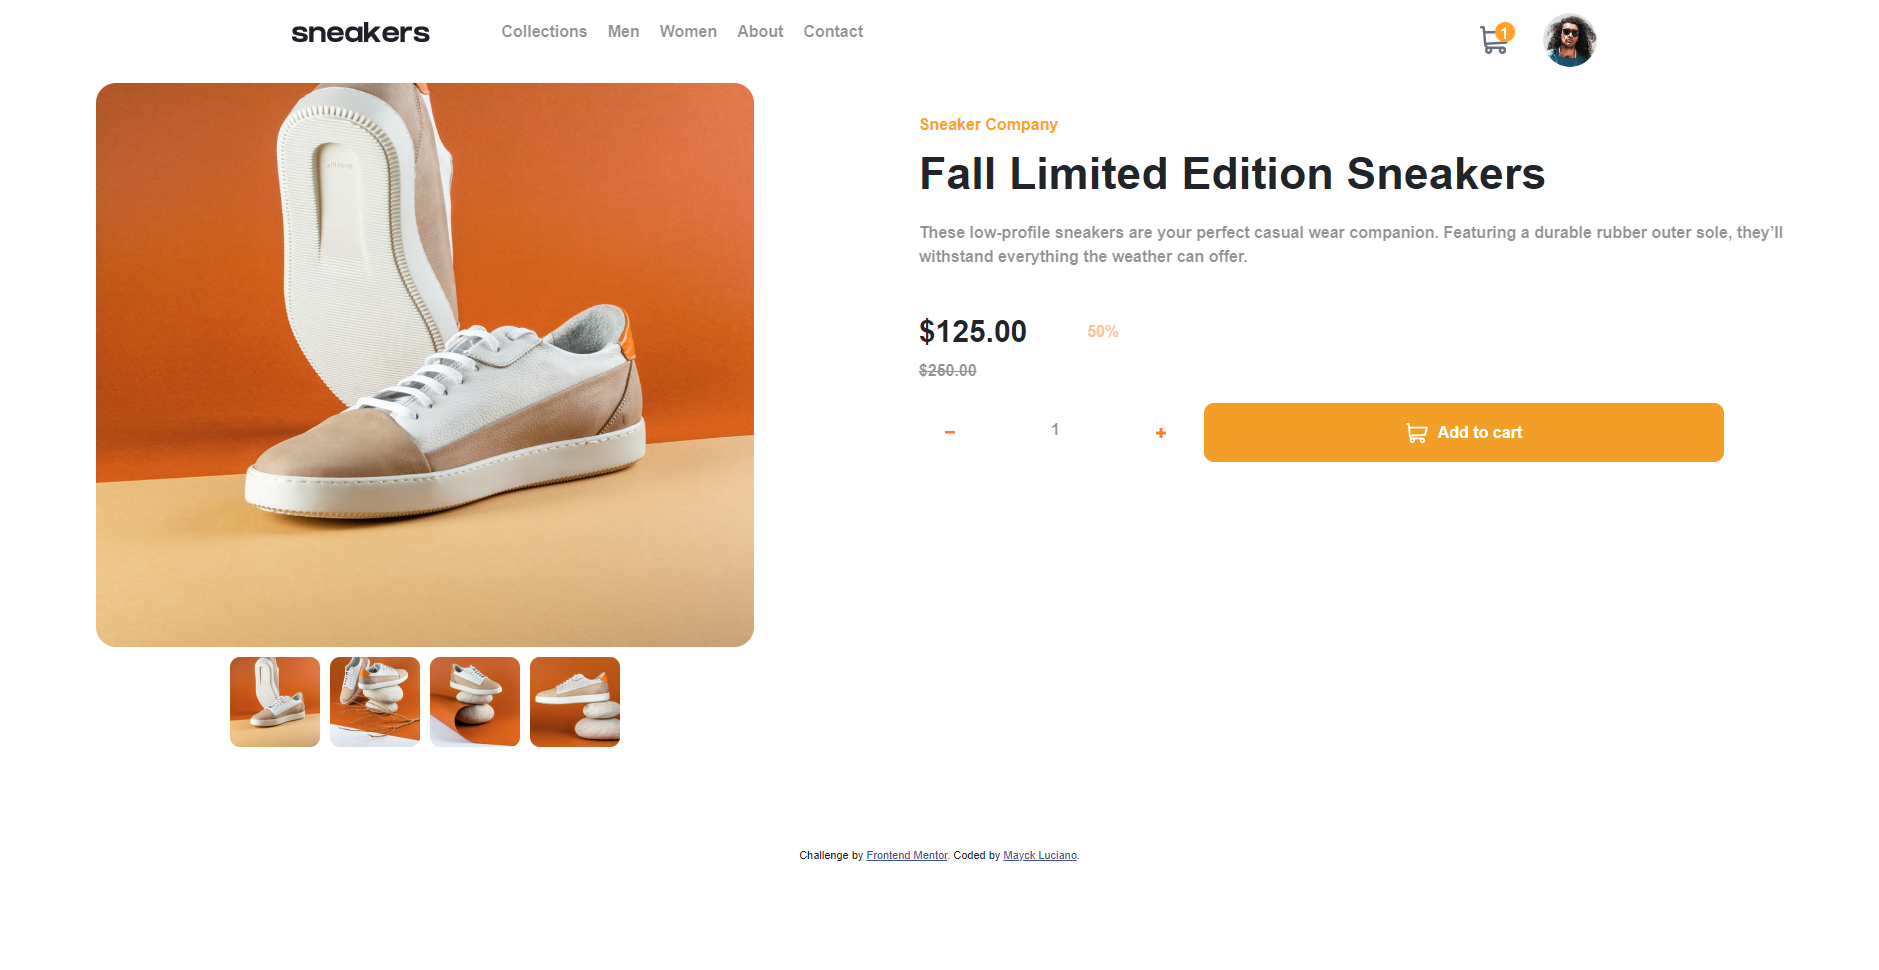 sneakers
Collections Men Women About Contact
1
Sneaker Company
Fall Limited Edition Sneakers
These low-profile sneakers are your perfect casual wear companion. Featuring a durable rubber outer sole, they’ll
withstand everything the weather can offer.
$125.00 50%
$250.00
− 1 +
Add to cart
Challenge by Frontend Mentor. Coded by Mayck Luciano.